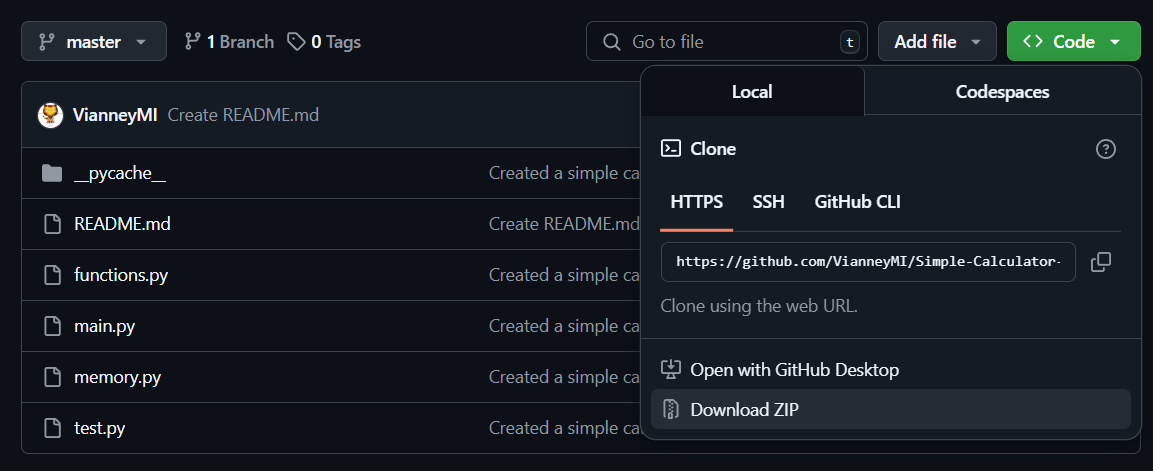 master 1 Branch 0 Tags Go to file t Add file Code
Local Codespaces
VianneyMI Create README.md
Clone
__pycache__ Created a simple ca
HTTPS SSH GitHub CLI
README.md Create README.md
https://github.com/VianneyMI/Simple-Calculator-
functions.py Created a simple ca
Clone using the web URL.
main.py Created a simple ca
Open with GitHub Desktop
memory.py Created a simple ca
Download ZIP
test.py Created a simple ca